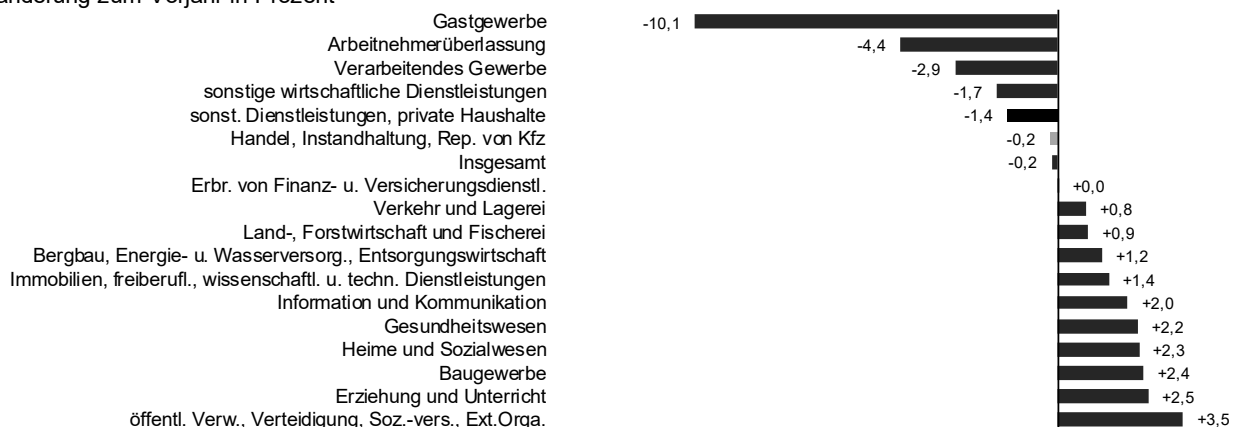 Gastgewerbe -10,1
Arbeitnehmerüberlassung -4,4
Verarbeitendes Gewerbe -2,9
sonstige wirtschaftliche Dienstleistungen -1,7
sonst. Dienstleistungen, private Haushalte -1,4
Handel, Instandhaltung, Rep. von Kfz -0,2
Insgesamt -0,2
Erbr. von Finanz- u. Versicherungsdienstl. +0,0
Verkehr und Lagerei +0,8
Land-, Forstwirtschaft und Fischerei +0,9
Bergbau, Energie- u. Wasserversorg., Entsorgungswirtschaft +1,2
Immobilien, freiberufl., wissenschaftl. u. techn. Dienstleistungen +1,4
Information und Kommunikation +2,0
Gesundheitswesen +2,2
Heime und Sozialwesen +2,3
Baugewerbe +2,4
Erziehung und Unterricht +2,5
öffentl. Verw., Verteidigung, Soz.-vers., Ext.Orga. +3,5